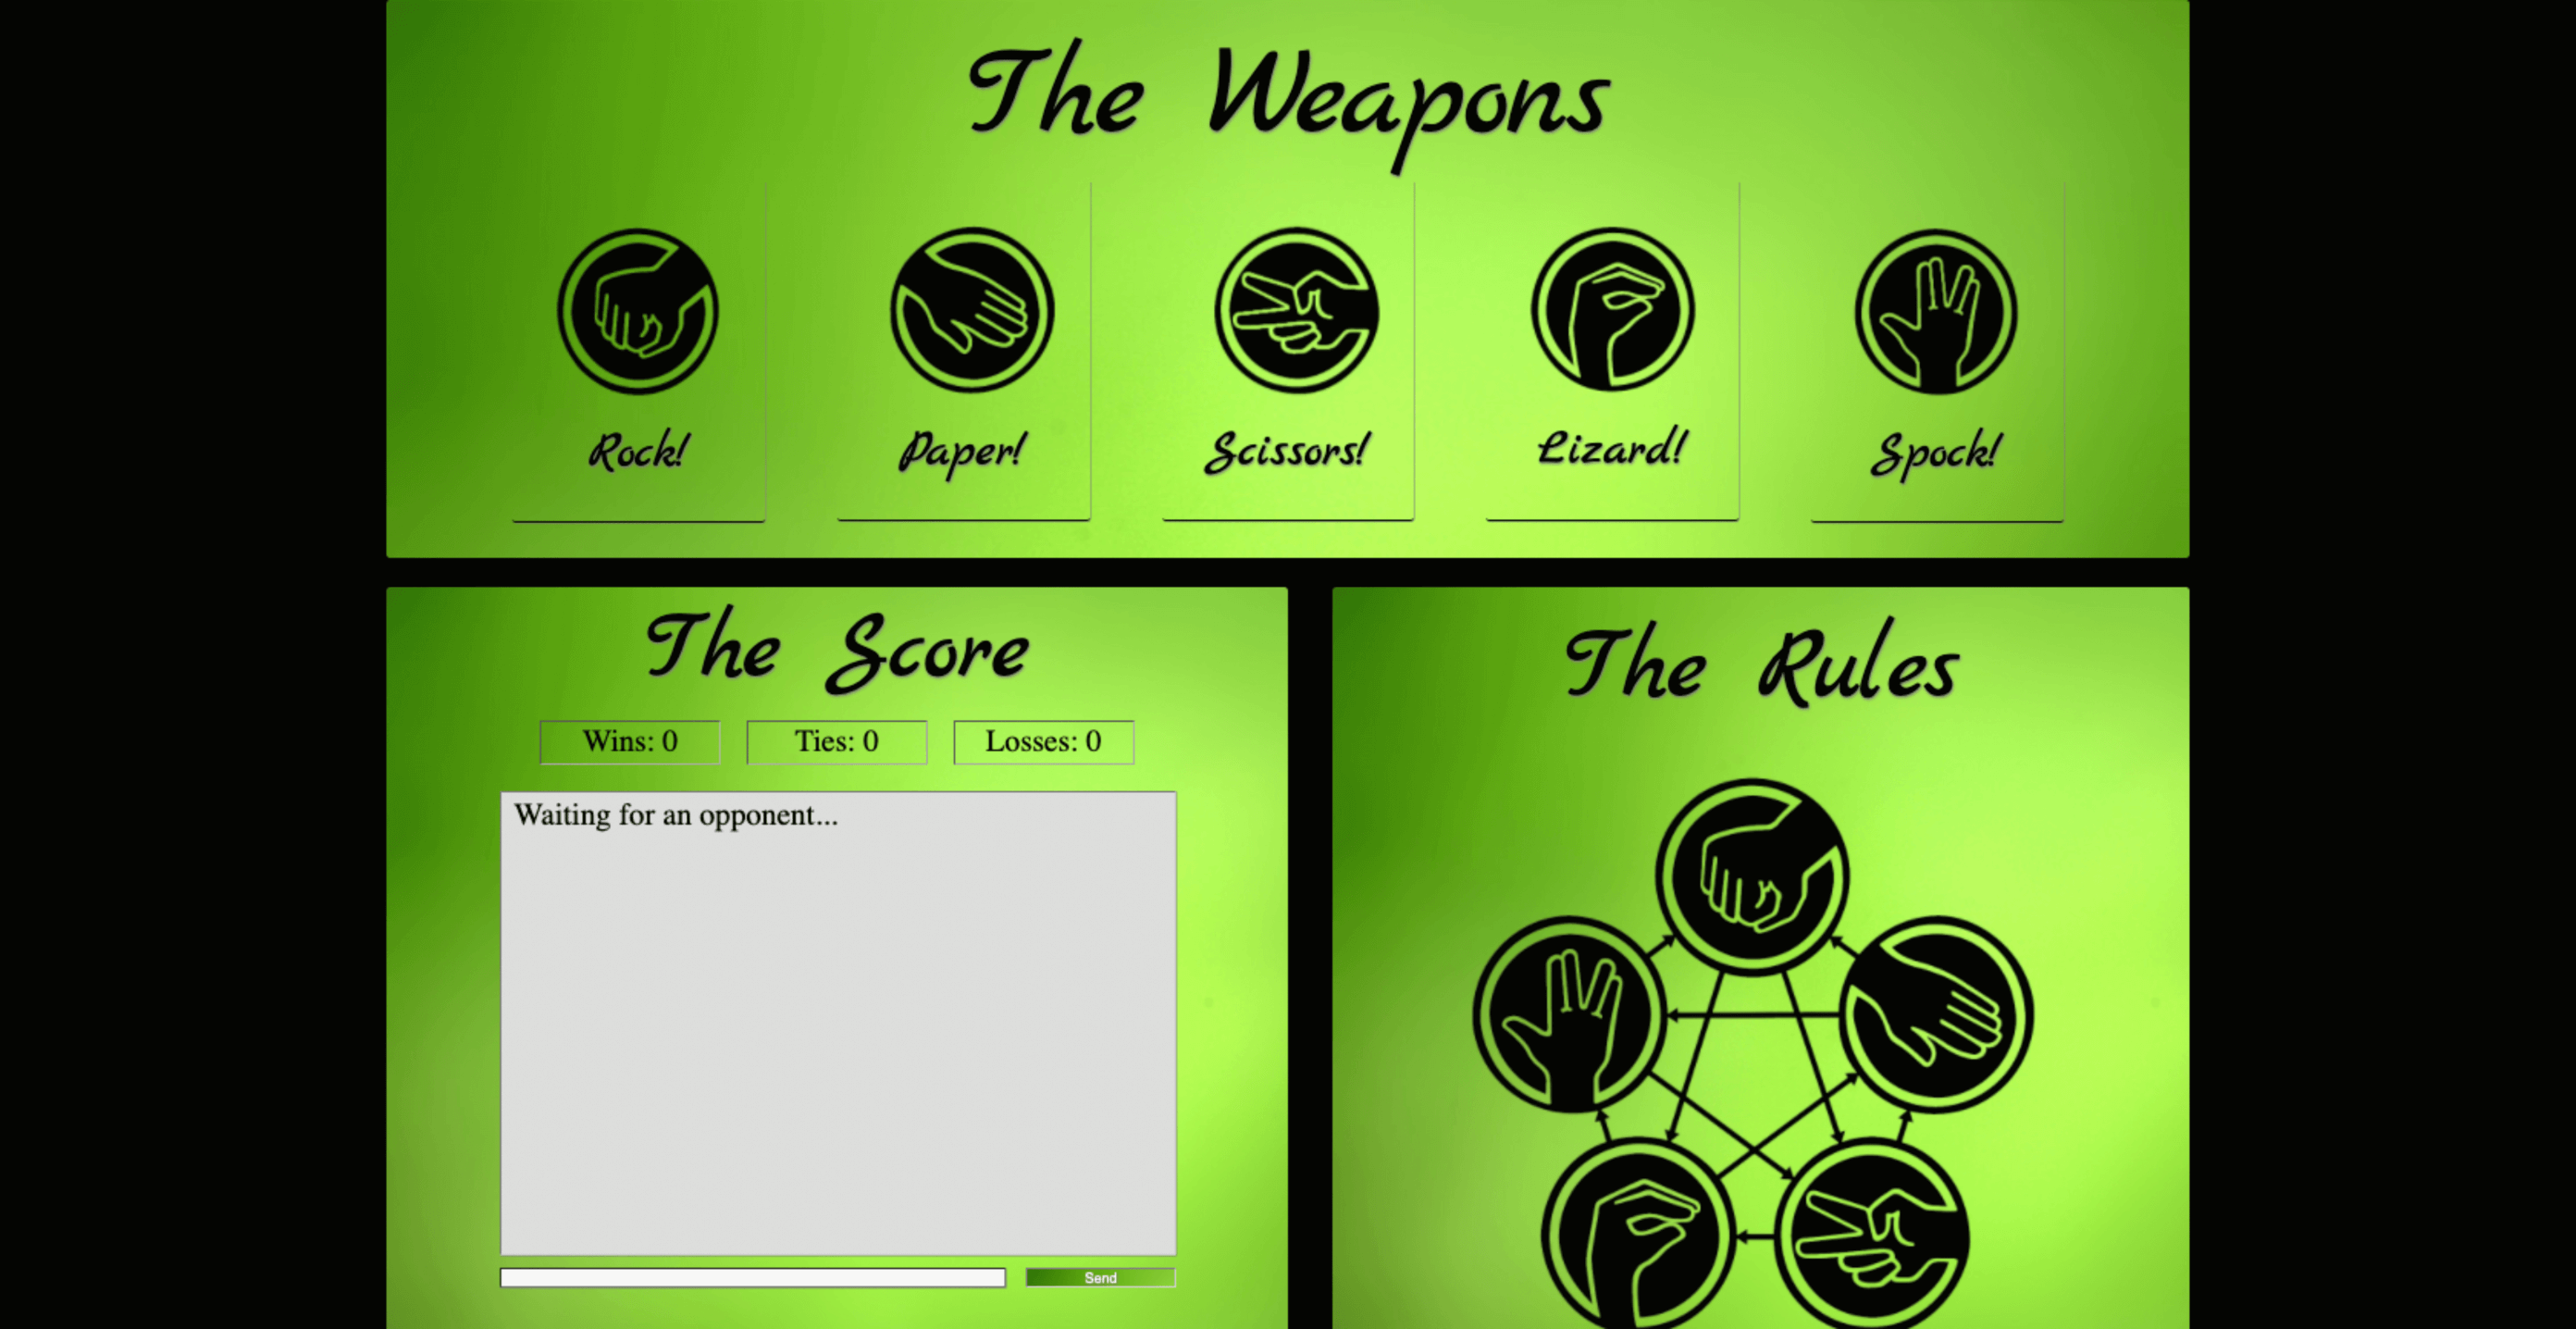 The Weapons
Rock!
Paper!
Scissors!
Lizard!
Spock!
The Score
Wins: 0
Ties: 0
Losses: 0
Waiting for an opponent...
Send
The Rules